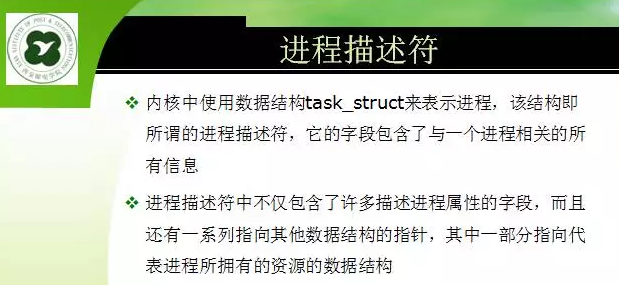 进程描述符
内核中使用数据结构task_struct来表示进程，该结构即
所谓的进程描述符，它的字段包含了与一个进程相关的所
有信息
进程描述符中不仅包含了许多描述进程属性的字段，而且
还有一系列指向其他数据结构的指针，其中一部分指向代
表进程所拥有的资源的数据结构